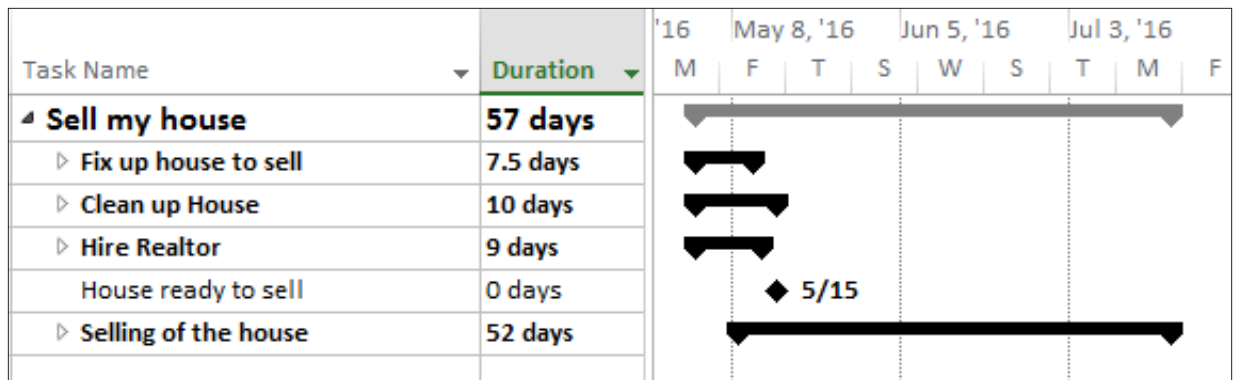 '16 May 8, '16 Jun 5, '16 Jul 3, '16
Task Name Duration M F T S W S T M F
Sell my house 57 days
Fix up house to sell 7.5 days
Clean up House 10 days
Hire Realtor 9 days
House ready to sell 0 days 5/15
Selling of the house 52 days